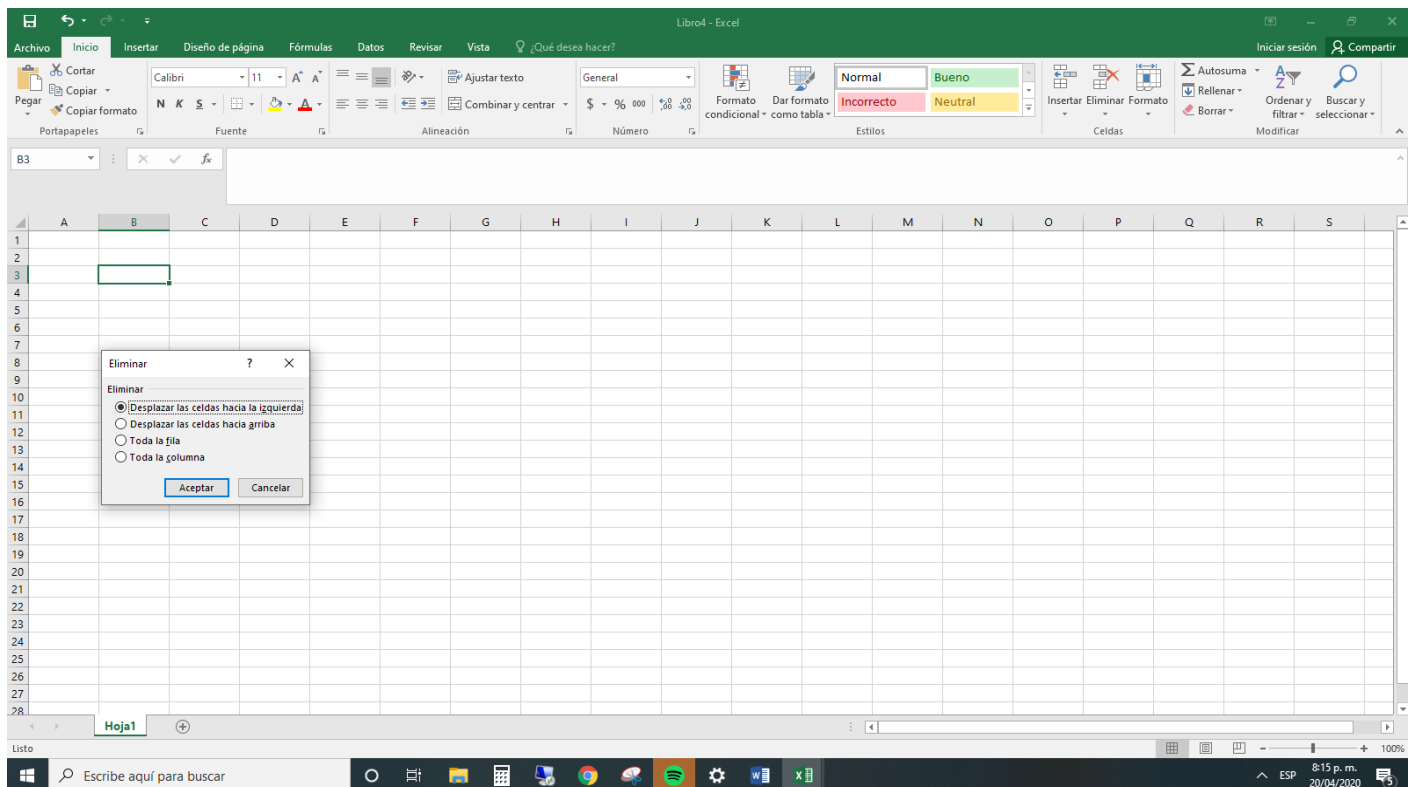 Libro4 - Excel
Archivo Inicio Insertar Diseño de página Fórmulas Datos Revisar Vista ¿Qué desea hacer? Iniciar sesión Compartir
Pegar
Cortar
Copiar
Copiar formato
Portapapeles
Calibri 11
N K S
Fuente
Ajustar texto
Combinar y centrar
Alineación
General
$ % 000
Número
Formato condicional
Dar formato como tabla
Normal Bueno
Incorrecto Neutral
Estilos
Insertar Eliminar Formato
Celdas
Autosuma
Rellenar
Borrar
Ordenar y filtrar
Buscar y seleccionar
Modificar
B3 fx
A B C D E F G H I J K L M N O P Q R S
1
2
3
4
5
6
7
8
9
10
11
12
13
14
15
16
17
18
19
20
21
22
23
24
25
26
27
28
Eliminar ? X
Eliminar
Desplazar las celdas hacia la izquierda
Desplazar las celdas hacia arriba
Toda la fila
Toda la columna
Aceptar Cancelar
Hoja1
Listo 100%
Escribe aquí para buscar ESP 8:15 p. m.
20/04/2020